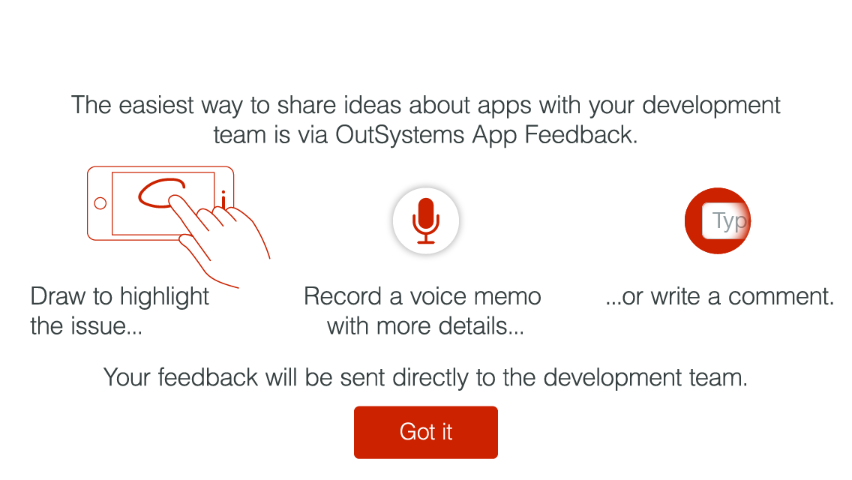 The easiest way to share ideas about apps with your development
team is via OutSystems App Feedback.
i
Typ
Draw to highlight
the issue...
Record a voice memo
with more details...
...or write a comment.
Your feedback will be sent directly to the development team.
Got it